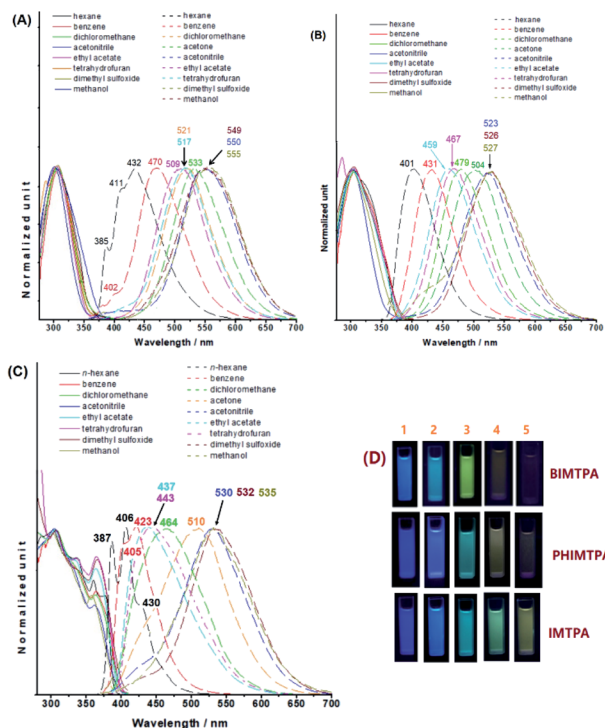 (A)
hexane
benzene
dichloromethane
acetonitrile
ethyl acetate
tetrahydrofuran
dimethyl sulfoxide
methanol
hexane
benzene
dichloromethane
acetone
acetonitrile
ethyl acetate
tetrahydrofuran
dimethyl sulfoxide
methanol
521
517
549
550
555
432
470
509
533
411
385
402
Normalized unit
300 350 400 450 500 550 600 650 700
Wavelength / nm
(B)
hexane
benzene
dichloromethane
acetonitrile
ethyl acetate
tetrahydrofuran
dimethyl sulfoxide
methanol
hexane
benzene
dichloromethane
acetone
acetonitrile
ethyl acetate
tetrahydrofuran
dimethyl sulfoxide
methanol
523
526
527
459
467
401
431
479
504
Normalized unit
300 350 400 450 500 550 600 650 700
Wavelength / nm
(C)
n-hexane
benzene
dichloromethane
acetonitrile
ethyl acetate
tetrahydrofuran
dimethyl sulfoxide
methanol
n-hexane
benzene
dichloromethane
acetone
acetonitrile
ethyl acetate
tetrahydrofuran
dimethyl sulfoxide
methanol
437
443
387
406
423
464
510
530 532 535
405
430
Normalized unit
300 350 400 450 500 550 600 650 700
Wavelength / nm
(D)
1 2 3 4 5
BIMTPA
PHIMTPA
IMTPA